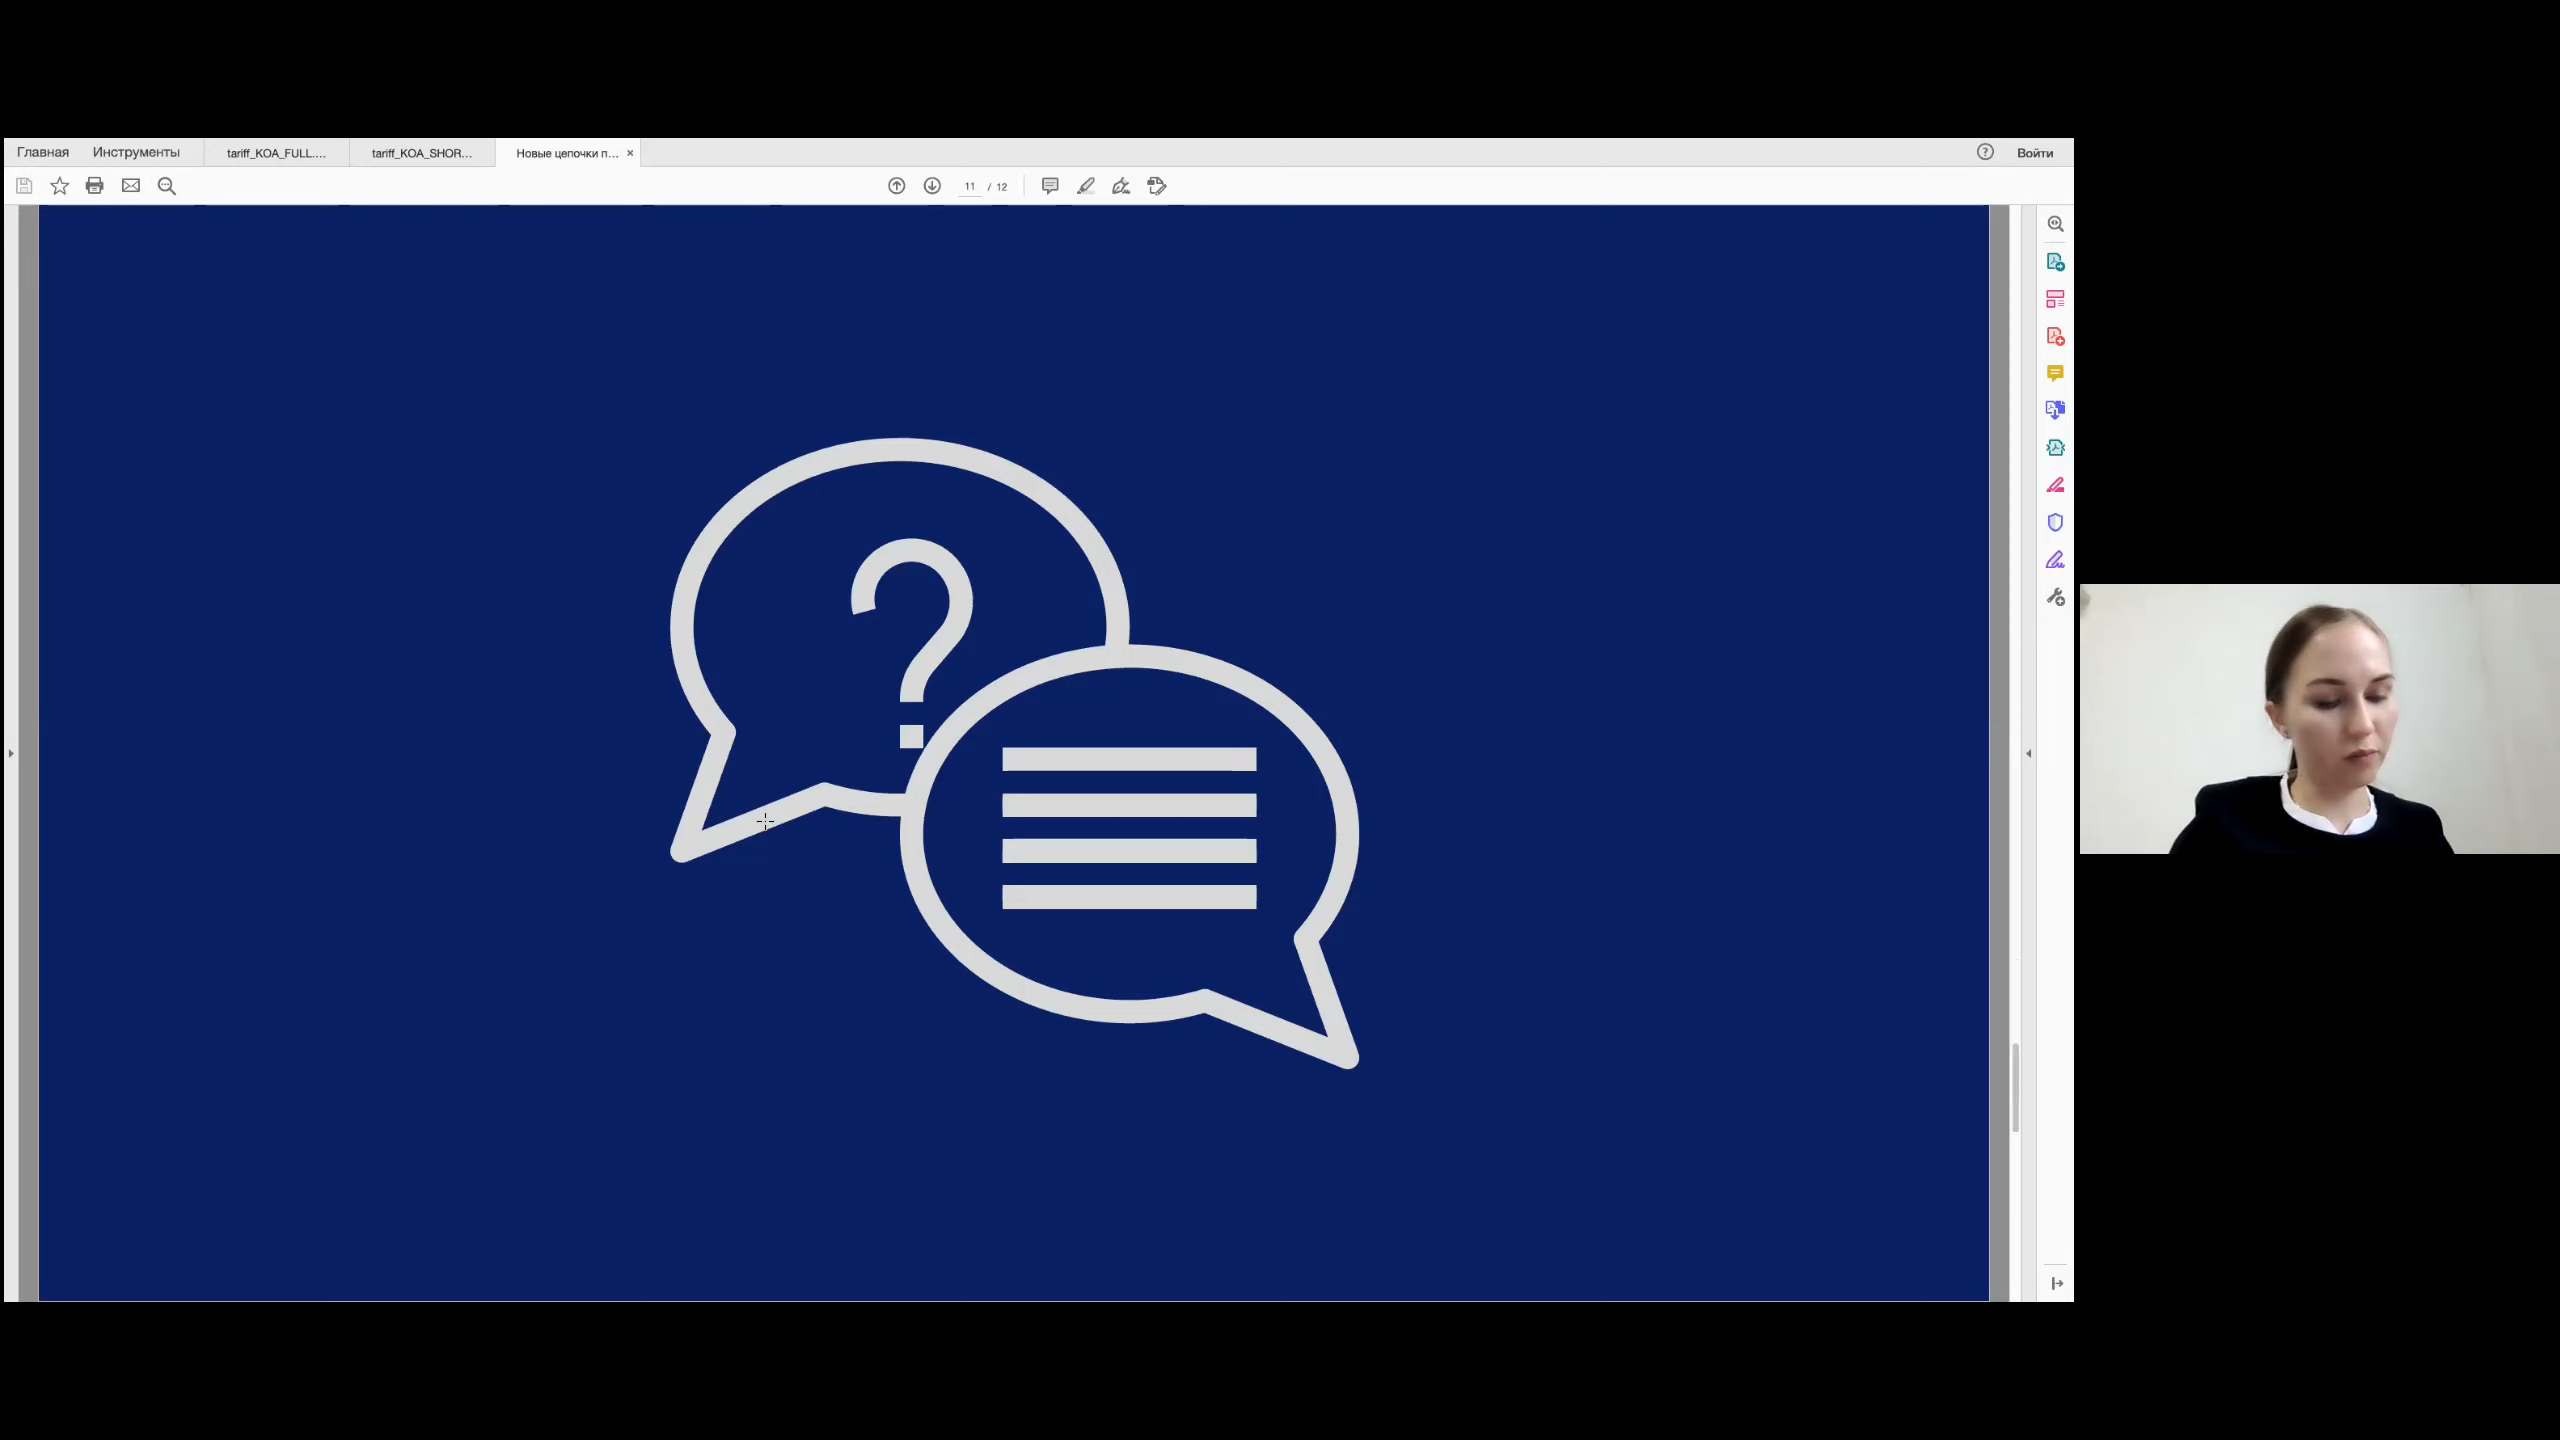 Главная Инструменты tariff_KOA_FULL.... tariff_KOA_SHOR... Новые цепочки п... × ? Войти
11 / 12
?